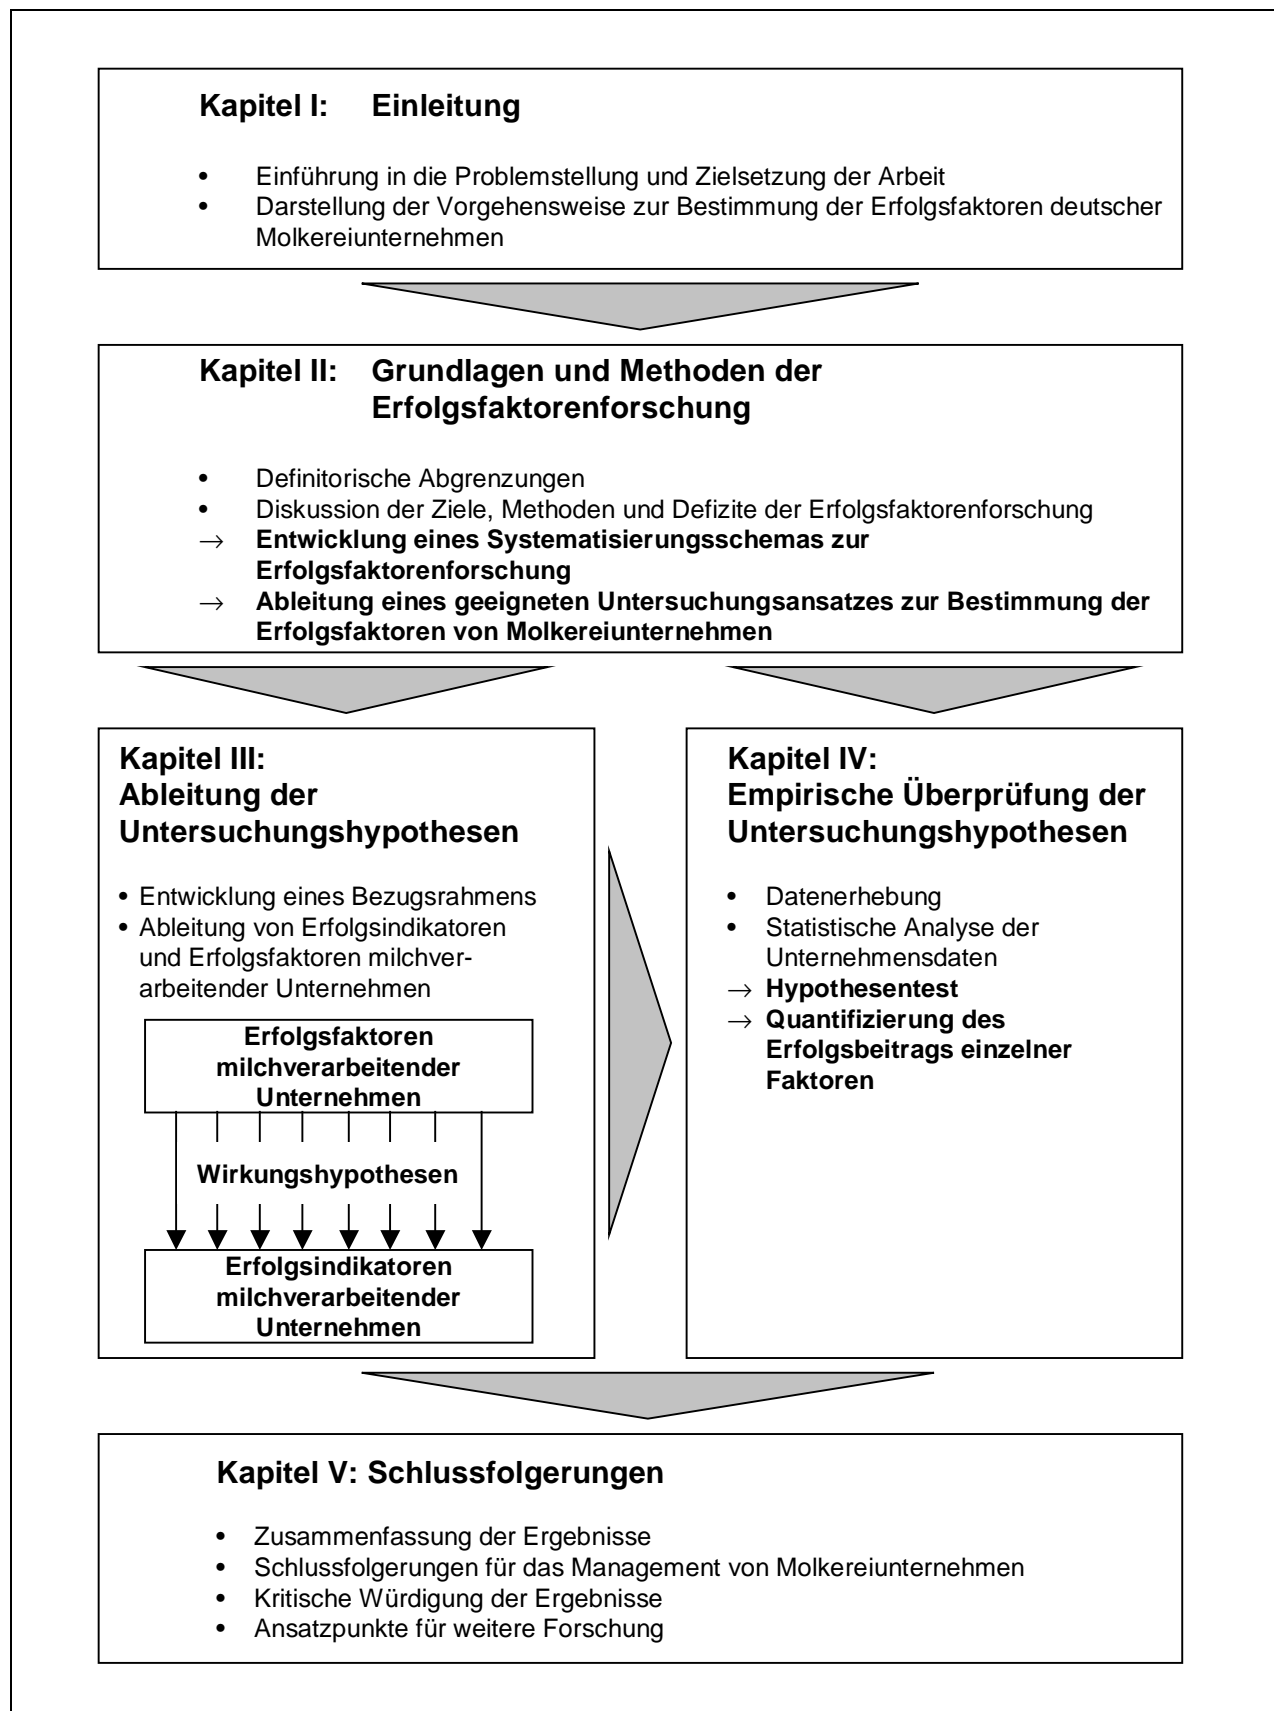 Kapitel I: Einleitung
• Einführung in die Problemstellung und Zielsetzung der Arbeit
• Darstellung der Vorgehensweise zur Bestimmung der Erfolgsfaktoren deutscher
Molkereiunternehmen
Kapitel II: Grundlagen und Methoden der
Erfolgsfaktorenforschung
• Definitorische Abgrenzungen
• Diskussion der Ziele, Methoden und Defizite der Erfolgsfaktorenforschung
→ Entwicklung eines Systematisierungsschemas zur
Erfolgsfaktorenforschung
→ Ableitung eines geeigneten Untersuchungsansatzes zur Bestimmung der
Erfolgsfaktoren von Molkereiunternehmen
Kapitel III:
Ableitung der
Untersuchungshypothesen
• Entwicklung eines Bezugsrahmens
• Ableitung von Erfolgsindikatoren
und Erfolgsfaktoren milchver-
arbeitender Unternehmen
Erfolgsfaktoren
milchverarbeitender
Unternehmen
Wirkungshypothesen
Erfolgsindikatoren
milchverarbeitender
Unternehmen
Kapitel IV:
Empirische Überprüfung der
Untersuchungshypothesen
• Datenerhebung
• Statistische Analyse der
Unternehmensdaten
→ Hypothesentest
→ Quantifizierung des
Erfolgsbeitrags einzelner
Faktoren
Kapitel V: Schlussfolgerungen
• Zusammenfassung der Ergebnisse
• Schlussfolgerungen für das Management von Molkereiunternehmen
• Kritische Würdigung der Ergebnisse
• Ansatzpunkte für weitere Forschung